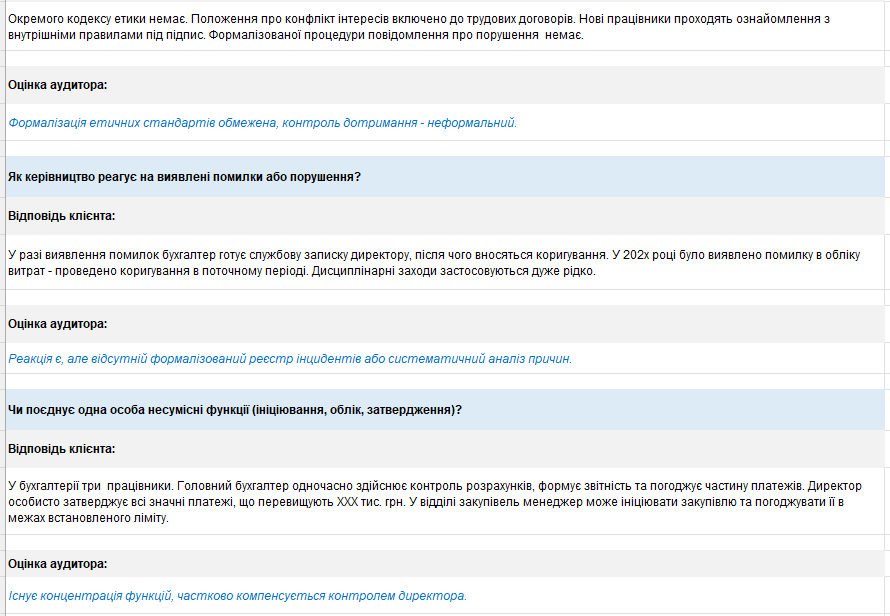 Окремого кодексу етики немає. Положення про конфлікт інтересів включено до трудових договорів. Нові працівники проходять ознайомлення з
внутрішніми правилами під підпис. Формалізованої процедури повідомлення про порушення  немає.
Оцінка аудитора:
Формалізація етичних стандартів обмежена, контроль дотримання - неформальний.
Як керівництво реагує на виявлені помилки або порушення?
Відповідь клієнта:
У разі виявлення помилок бухгалтер готує службову записку директору, після чого вносяться коригування. У 202х році було виявлено помилку в обліку
витрат - проведено коригування в поточному періоді. Дисциплінарні заходи застосовуються дуже рідко.
Оцінка аудитора:
Реакція є, але відсутній формалізований реєстр інцидентів або систематичний аналіз причин.
Чи поєднує одна особа несумісні функції (ініціювання, облік, затвердження)?
Відповідь клієнта:
У бухгалтерії три  працівники. Головний бухгалтер одночасно здійснює контроль розрахунків, формує звітність та погоджує частину платежів. Директор
особисто затверджує всі значні платежі, що перевищують ХХХ тис. грн. У відділі закупівель менеджер може ініціювати закупівлю та погоджувати її в
межах встановленого ліміту.
Оцінка аудитора:
Існує концентрація функцій, частково компенсується контролем директора.